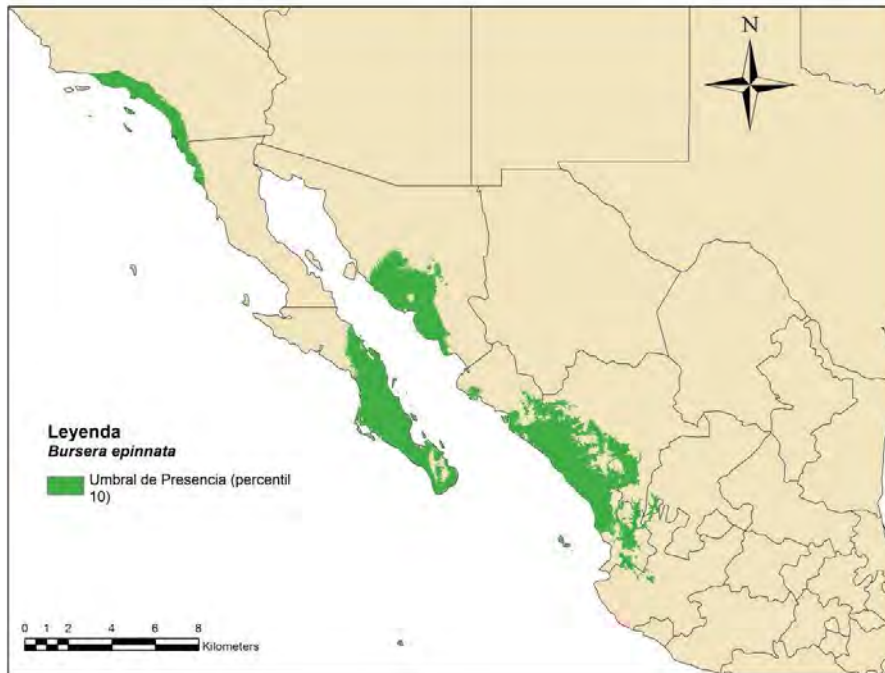 N
Leyenda
Bursera epinnata
Umbral de Presencia (percentil
10)
0 1 2 4 6 8
Kilometers